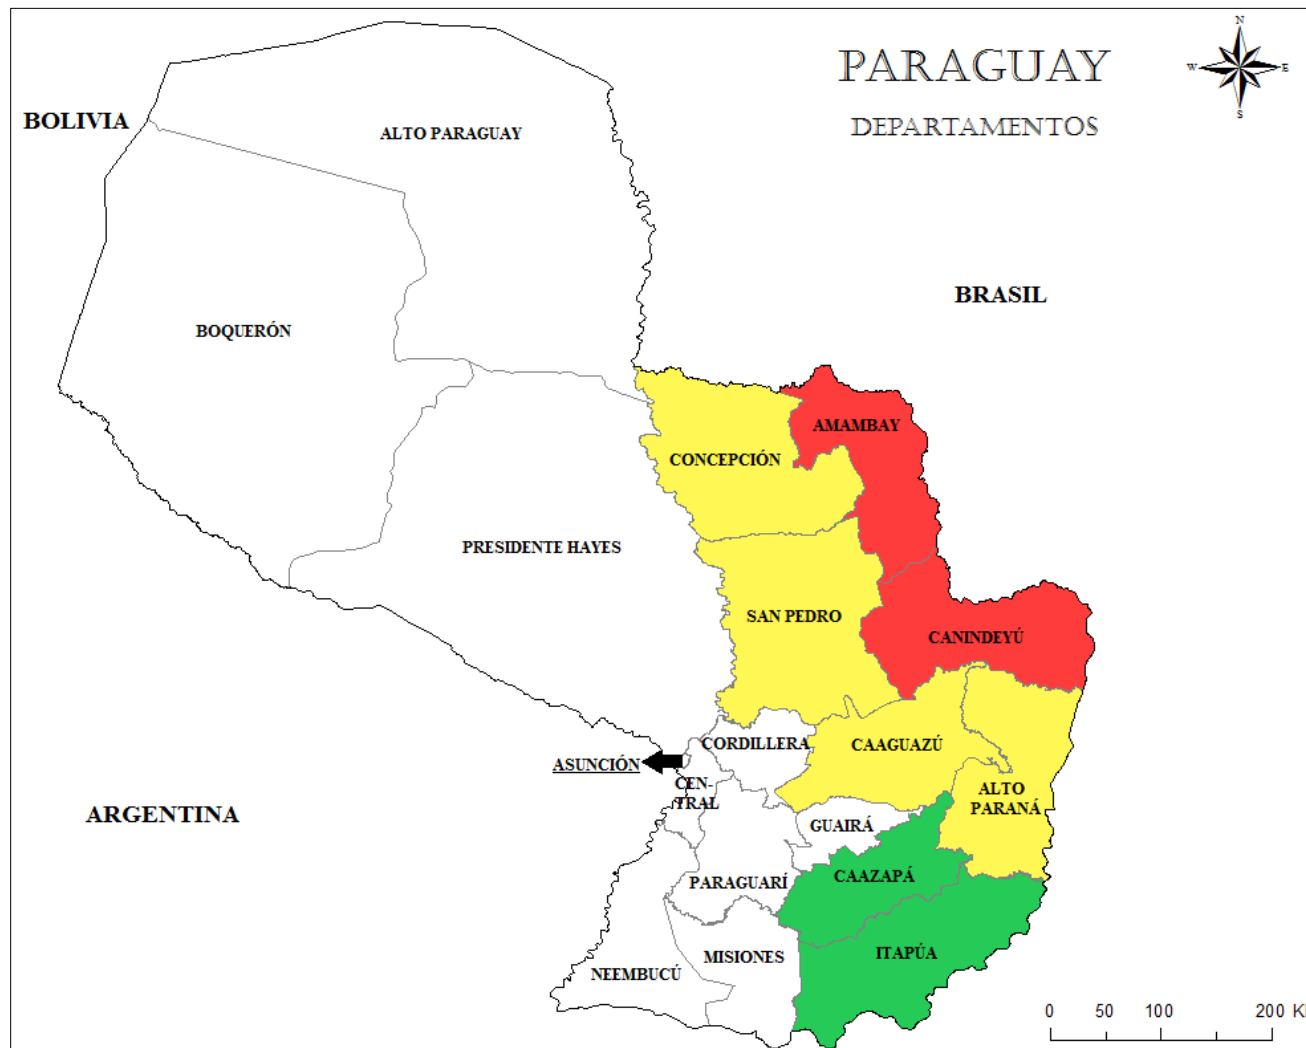 PARAGUAY
DEPARTAMENTOS
N
W
E
S
BOLIVIA
ALTO PARAGUAY
BRASIL
BOQUERÓN
AMAMBAY
CONCEPCIÓN
PRESIDENTE HAYES
SAN PEDRO
CANINDEYÚ
CORDILLERA
CAAGUAZÚ
ASUNCIÓN
CEN-
TRAL
ALTO
PARANÁ
ARGENTINA
GUAIRÁ
CAAZAPÁ
PARAGUARÍ
ITAPÚA
MISIONES
NEEMBUCÚ
0 50 100 200 K